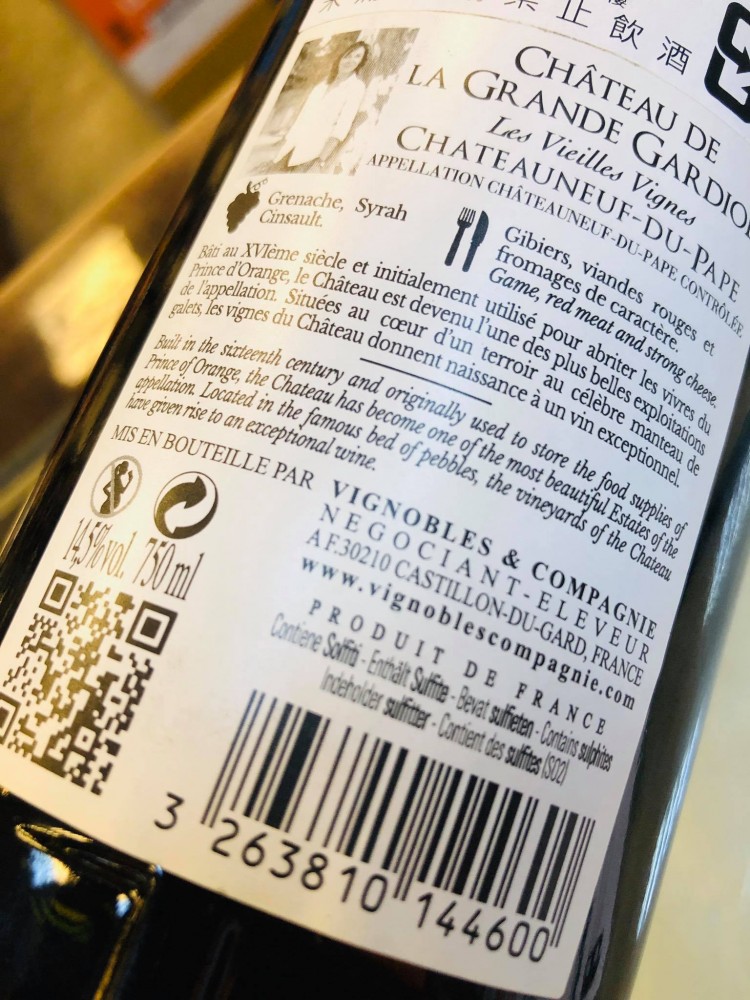 禁止飲酒
CHÂTEAU DE
LA GRANDE GARDIO
Les Vieilles Vignes
CHATEAUNEUF-DU-PAPE
APPELLATION CHÂTEAUNEUF-DU-PAPE CONTRÔLÉE
Grenache, Syrah
Cinsault.
Gibiers, viandes rouges et
fromages de caractère.
Game, red meat and strong cheese.
Bâti au XVIème siècle et initialement utilisé pour abriter les vivres du
Prince d'Orange, le Château est devenu l'une des plus belles exploitations
de l'appellation. Situées au cœur d'un terroir au célèbre manteau de
galets, les vignes du Château donnent naissance à un vin exceptionnel.
Built in the sixteenth century and originally used to store the food supplies of
Prince of Orange, the Chateau has become one of the most beautiful Estates of the
appellation. Located in the famous bed of pebbles, the vineyards of the Chateau
have given rise to an exceptional wine.
MIS EN BOUTEILLE PAR VIGNOBLES & COMPAGNIE
NEGOCIANT-ELEVEUR
A F.30210 CASTILLON-DU-GARD, FRANCE
www.vignoblescompagnie.com
14,5%vol. 750 ml
PRODUIT DE FRANCE
Contiene Solfiti - Enthält Sulfite - Bevat sulfieten - Contains sulphites
Indeholder sulfitter - Contient des sulfites (SO2)
3 263810 144600